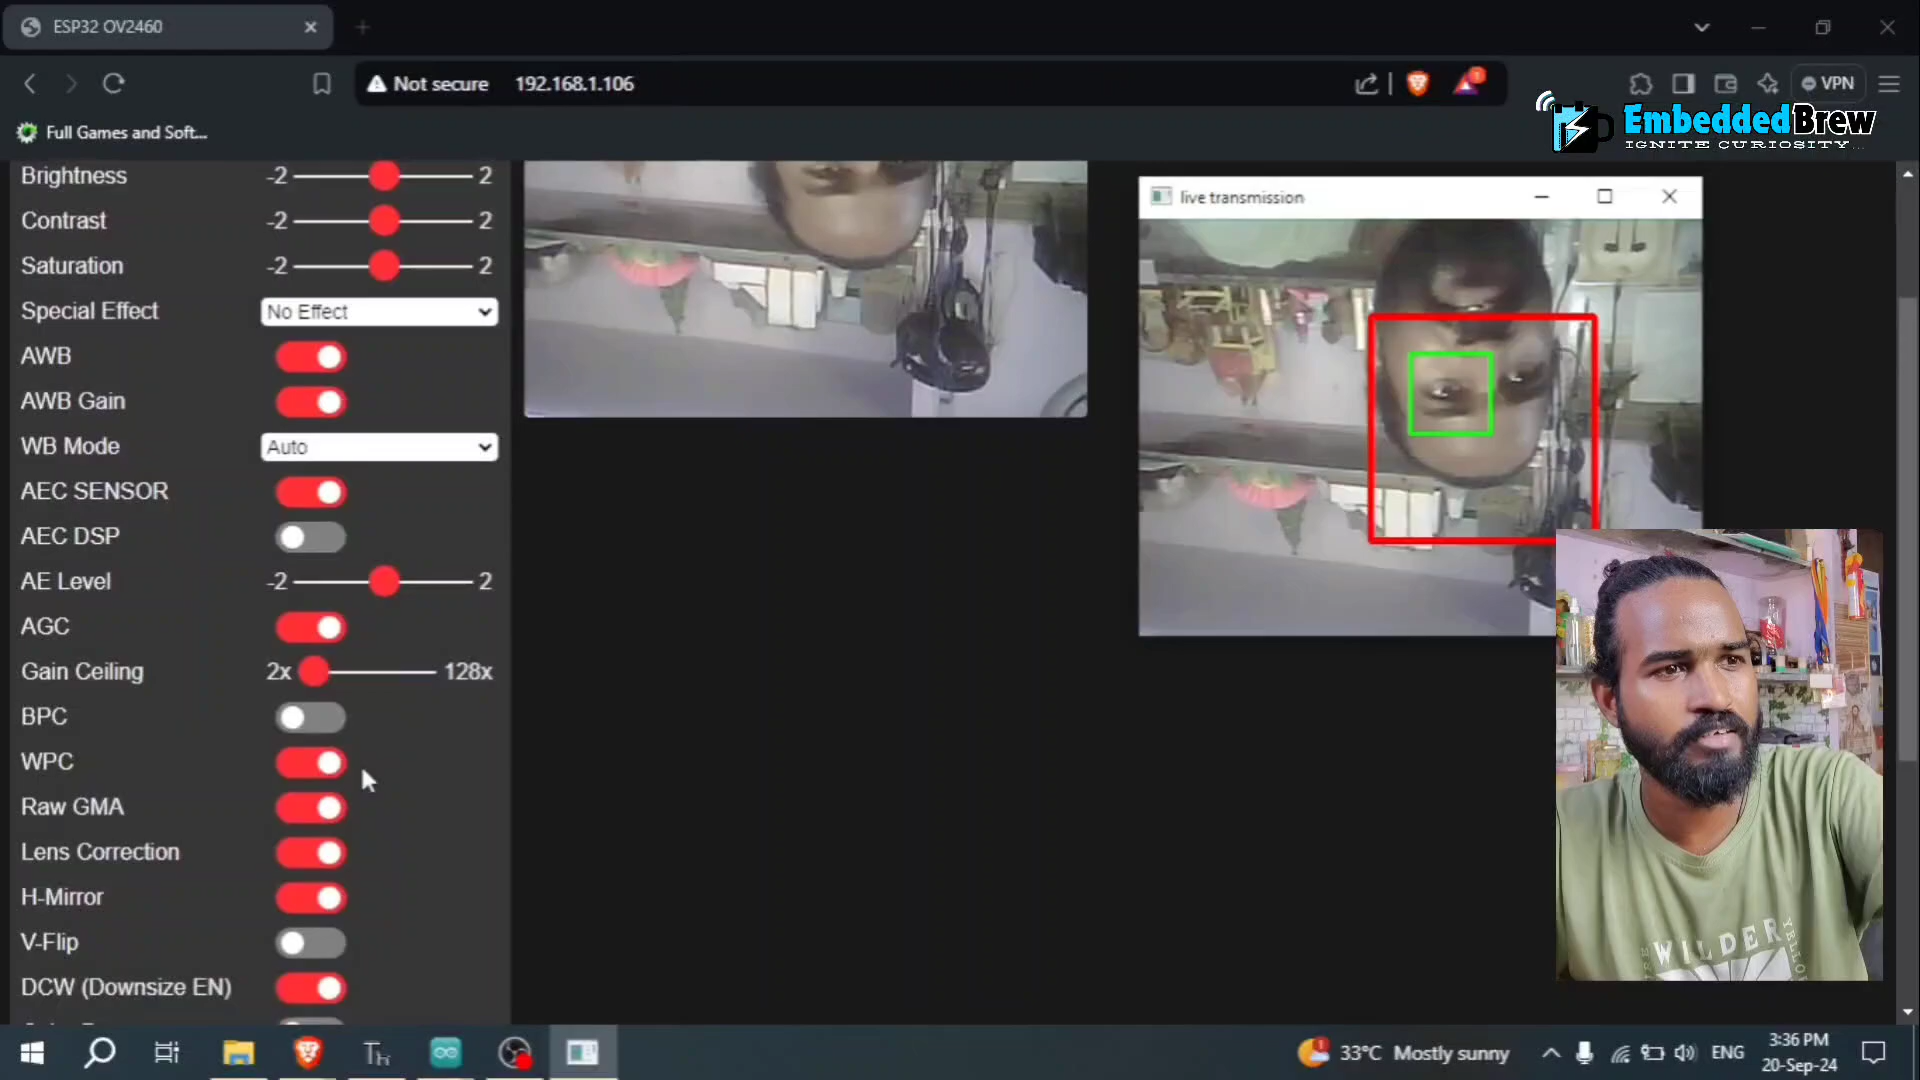 ESP32 OV2460
Not secure 192.168.1.106
VPN
Full Games and Soft...
EmbeddedBrew
IGNITE CURIOSITY...
Brightness -2 2
Contrast -2 2
Saturation -2 2
Special Effect No Effect
AWB
AWB Gain
WB Mode Auto
AEC SENSOR
AEC DSP
AE Level -2 2
AGC
Gain Ceiling 2x 128x
BPC
WPC
Raw GMA
Lens Correction
H-Mirror
V-Flip
DCW (Downsize EN)
live transmission
WILDER
33°C Mostly sunny
ENG
3:36 PM
20-Sep-24